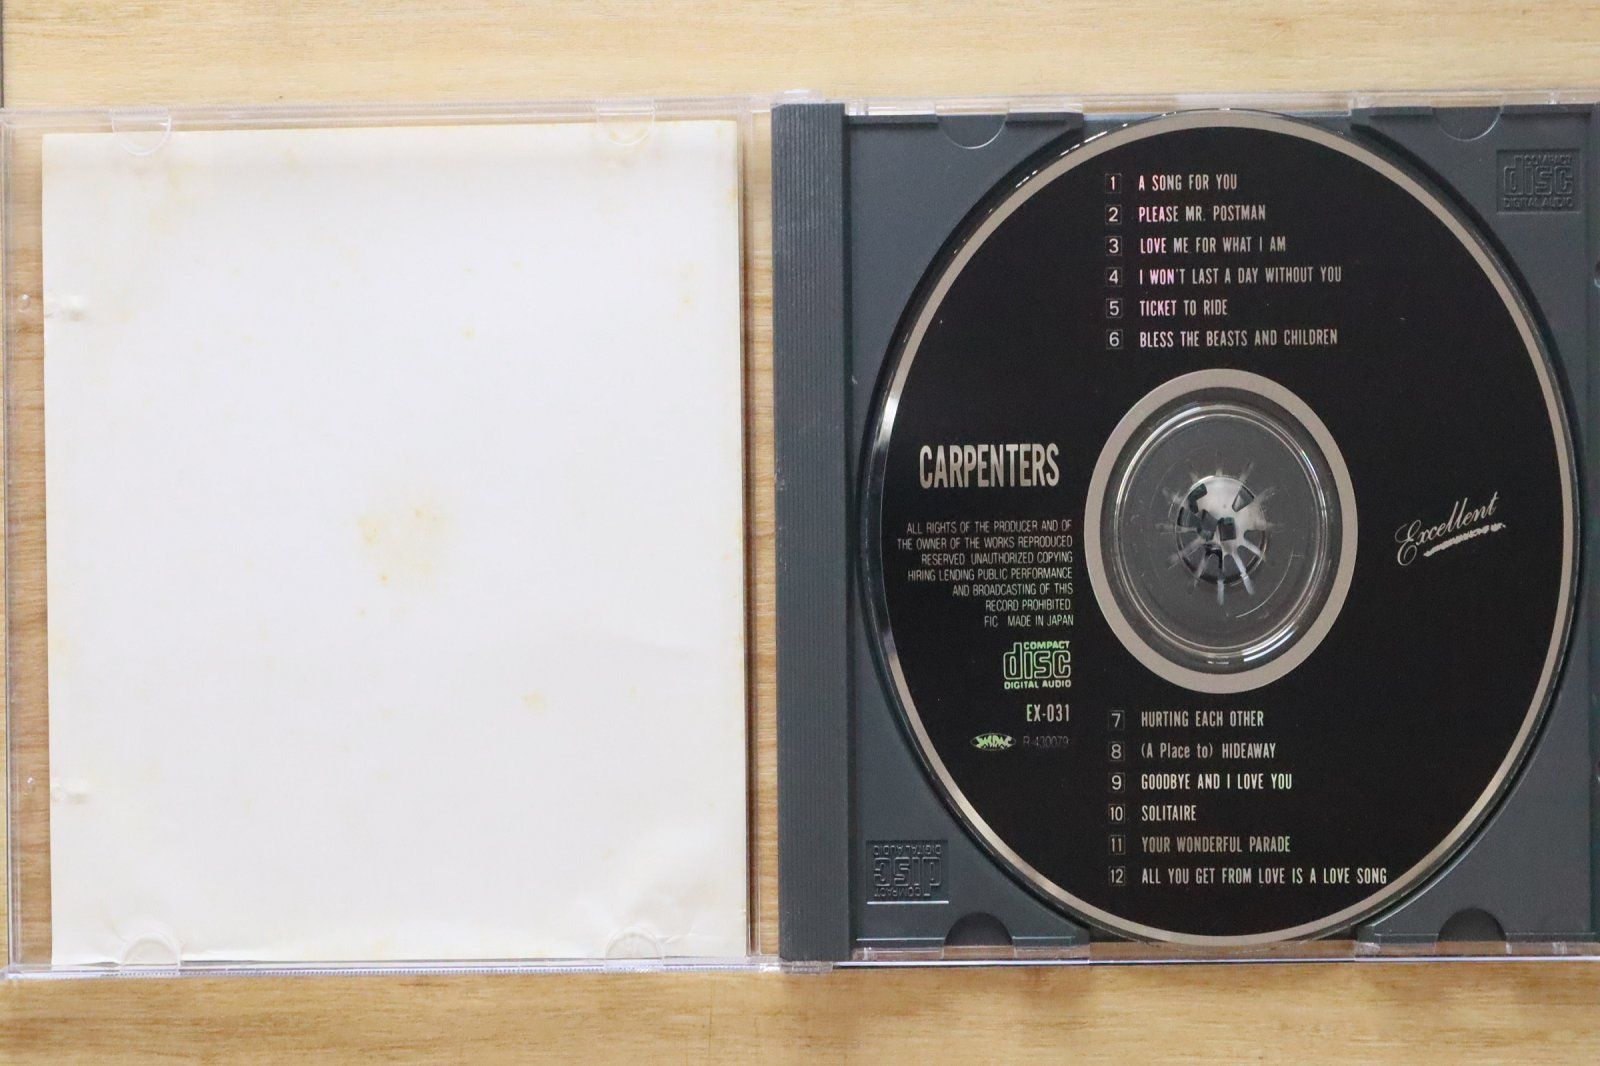 1 A SONG FOR YOU
2 PLEASE MR. POSTMAN
3 LOVE ME FOR WHAT I AM
4 I WON'T LAST A DAY WITHOUT YOU
5 TICKET TO RIDE
6 BLESS THE BEASTS AND CHILDREN
COMPACT
disc
DIGITAL AUDIO
CARPENTERS
Excellent
ALL RIGHTS OF THE PRODUCER AND OF
THE OWNER OF THE WORKS REPRODUCED
RESERVED UNAUTHORIZED COPYING
HIRING LENDING PUBLIC PERFORMANCE
AND BROADCASTING OF THIS
RECORD PROHIBITED
FIC MADE IN JAPAN
COMPACT
disc
DIGITAL AUDIO
EX-031
R-430079
7 HURTING EACH OTHER
8 (A Place to) HIDEAWAY
9 GOODBYE AND I LOVE YOU
10 SOLITAIRE
11 YOUR WONDERFUL PARADE
12 ALL YOU GET FROM LOVE IS A LOVE SONG
COMPACT
disc
DIGITAL AUDIO